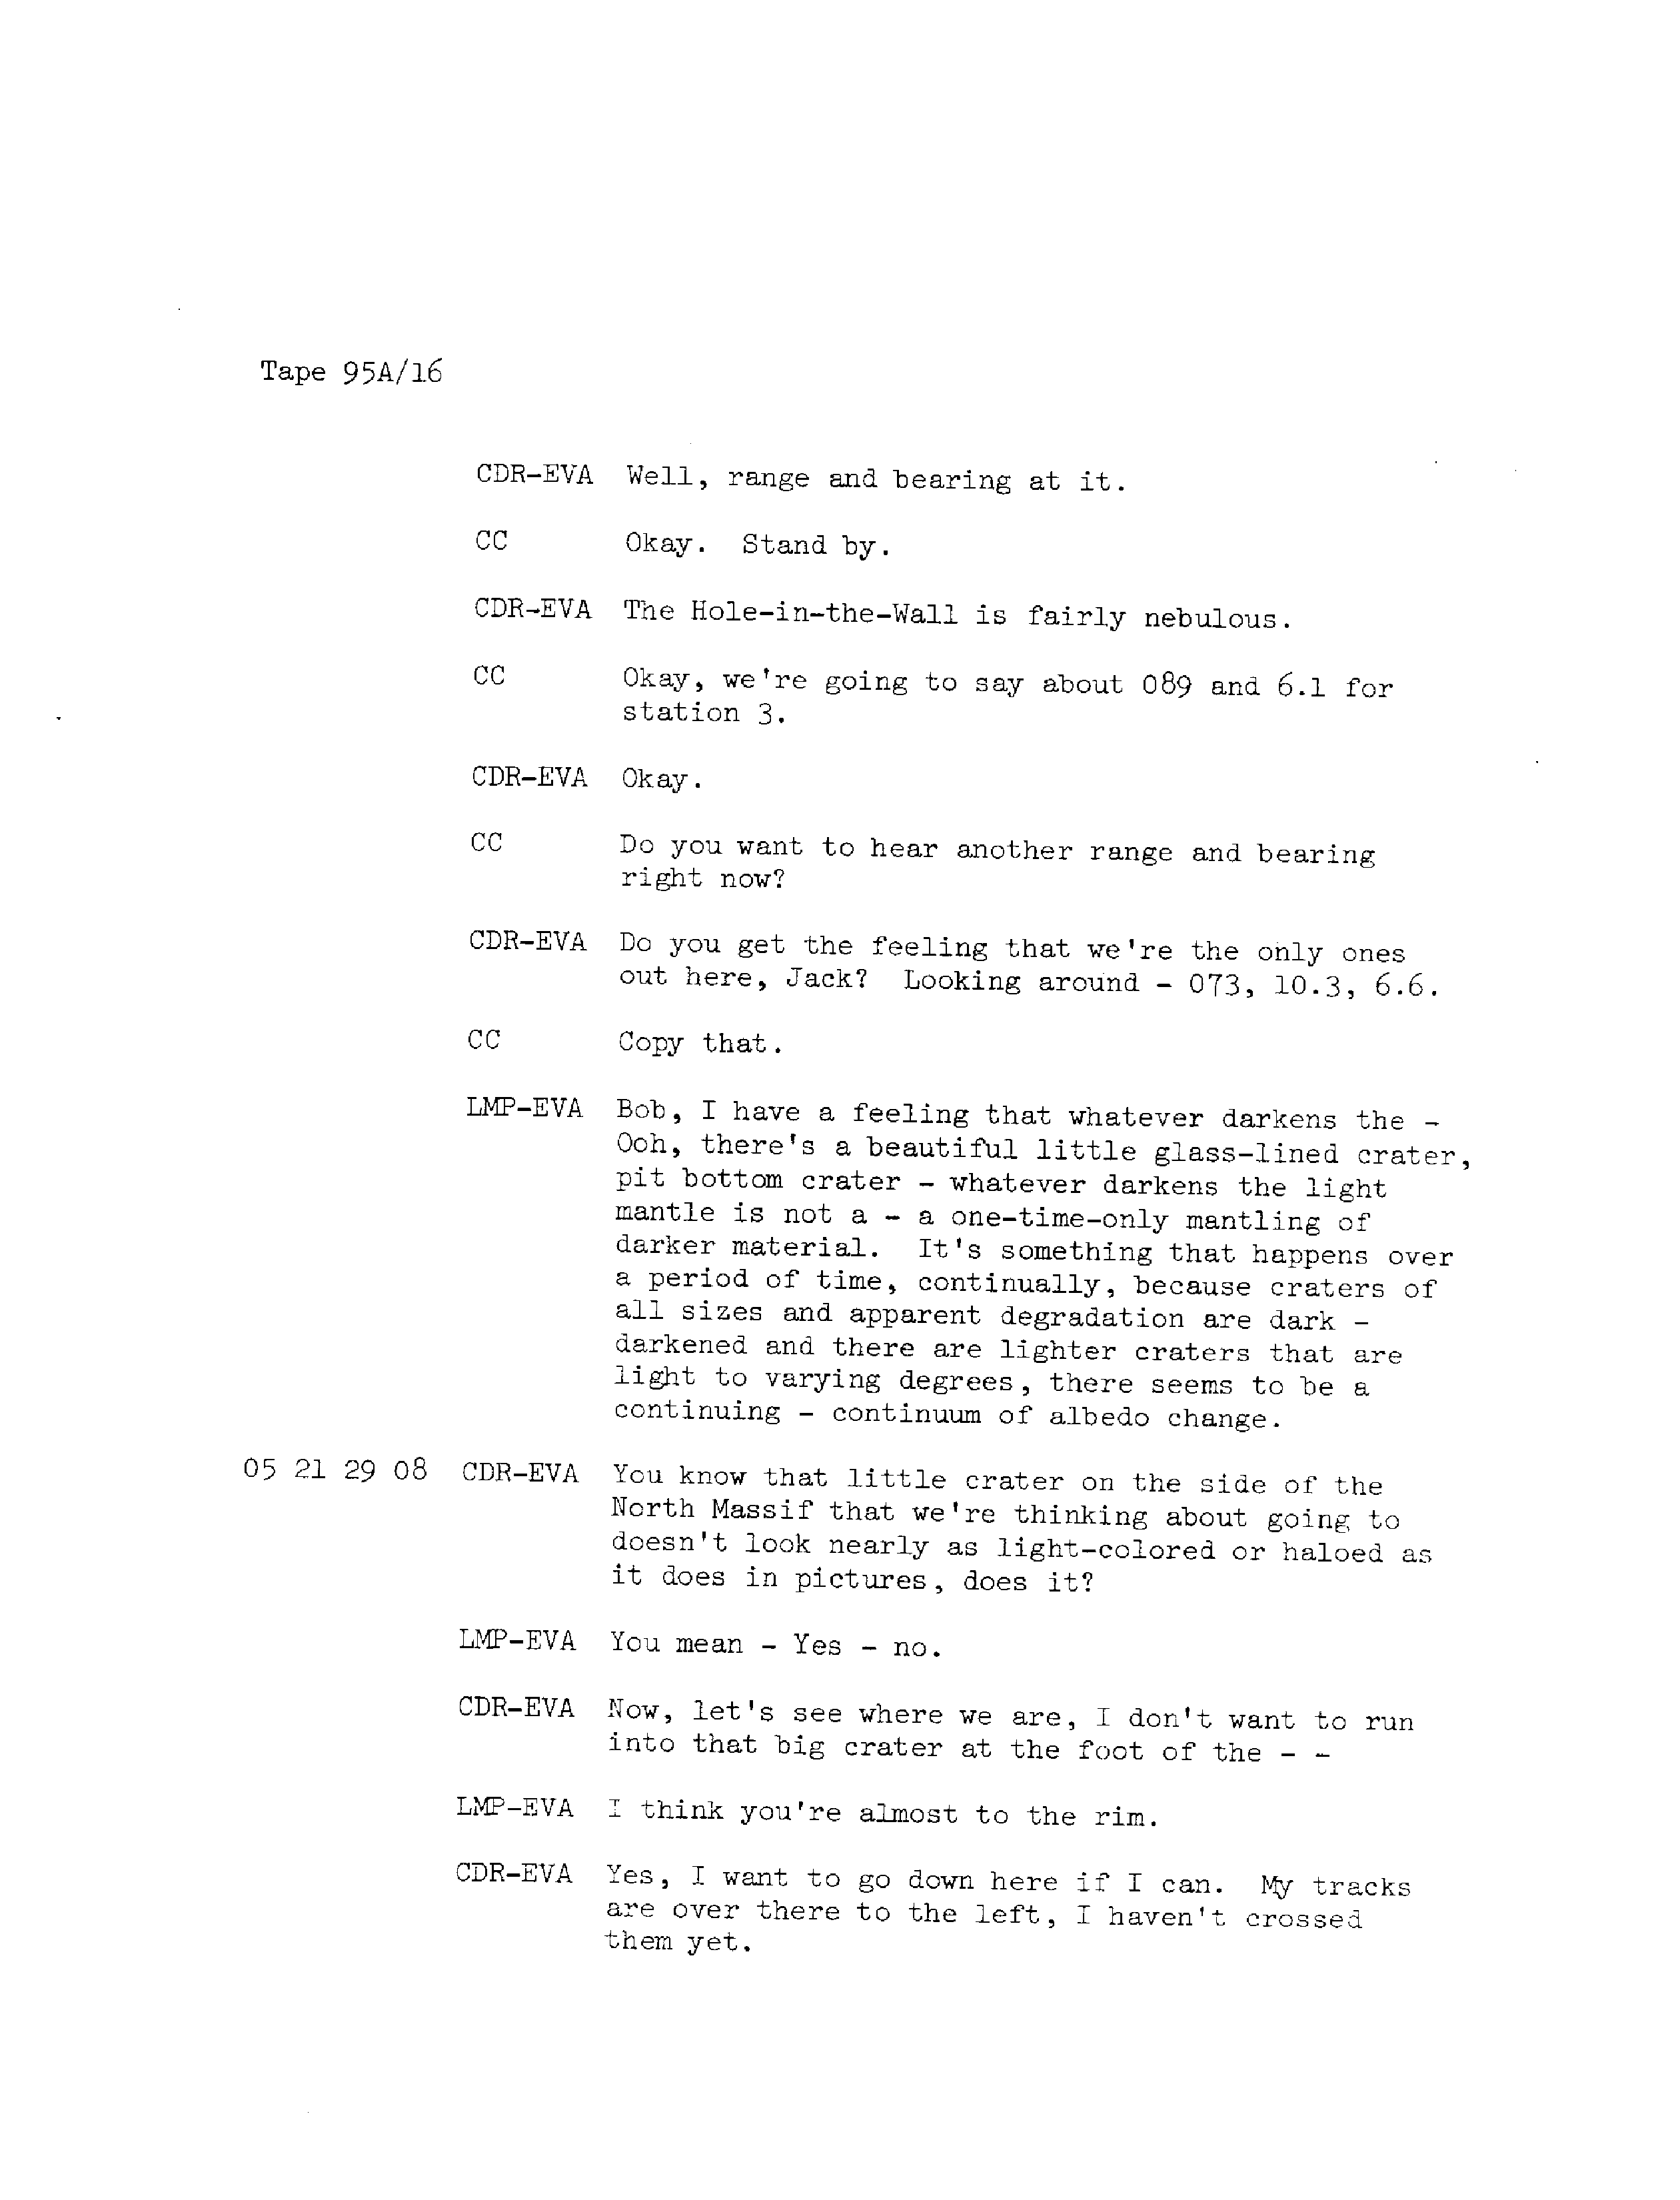 Tape 95A/16
CDR-EVA Well, range and bearing at it.
CC Okay. Stand by.
CDR-EVA The Hole-in-the-Wall is fairly nebulous.
CC Okay, we're going to say about 089 and 6.1 for
station 3.
CDR-EVA Okay.
CC Do you want to hear another range and bearing
right now?
CDR-EVA Do you get the feeling that we're the only ones
out here, Jack? Looking around - 073, 10.3, 6.6.
CC Copy that.
LMP-EVA Bob, I have a feeling that whatever darkens the -
Ooh, there's a beautiful little glass-lined crater,
pit bottom crater - whatever darkens the light
mantle is not a - a one-time-only mantling of
darker material. It's something that happens over
a period of time, continually, because craters of
all sizes and apparent degradation are dark -
darkened and there are lighter craters that are
light to varying degrees, there seems to be a
continuing - continuum of albedo change.
05 21 29 08 CDR-EVA You know that little crater on the side of the
North Massif that we're thinking about going to
doesn't look nearly as light-colored or haloed as
it does in pictures, does it?
LMP-EVA You mean - Yes - no.
CDR-EVA Now, let's see where we are, I don't want to run
into that big crater at the foot of the - -
LMP-EVA I think you're almost to the rim.
CDR-EVA Yes, I want to go down here if I can. My tracks
are over there to the left, I haven't crossed
them yet.